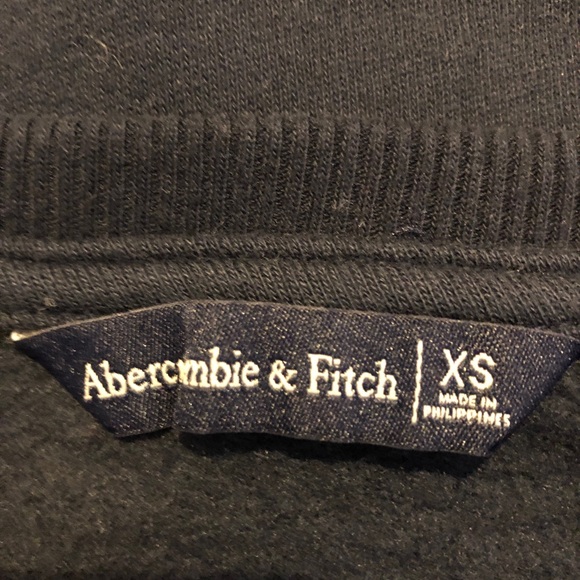 Abercrombie & Fitch
XS
MADE IN
PHILIPPINES